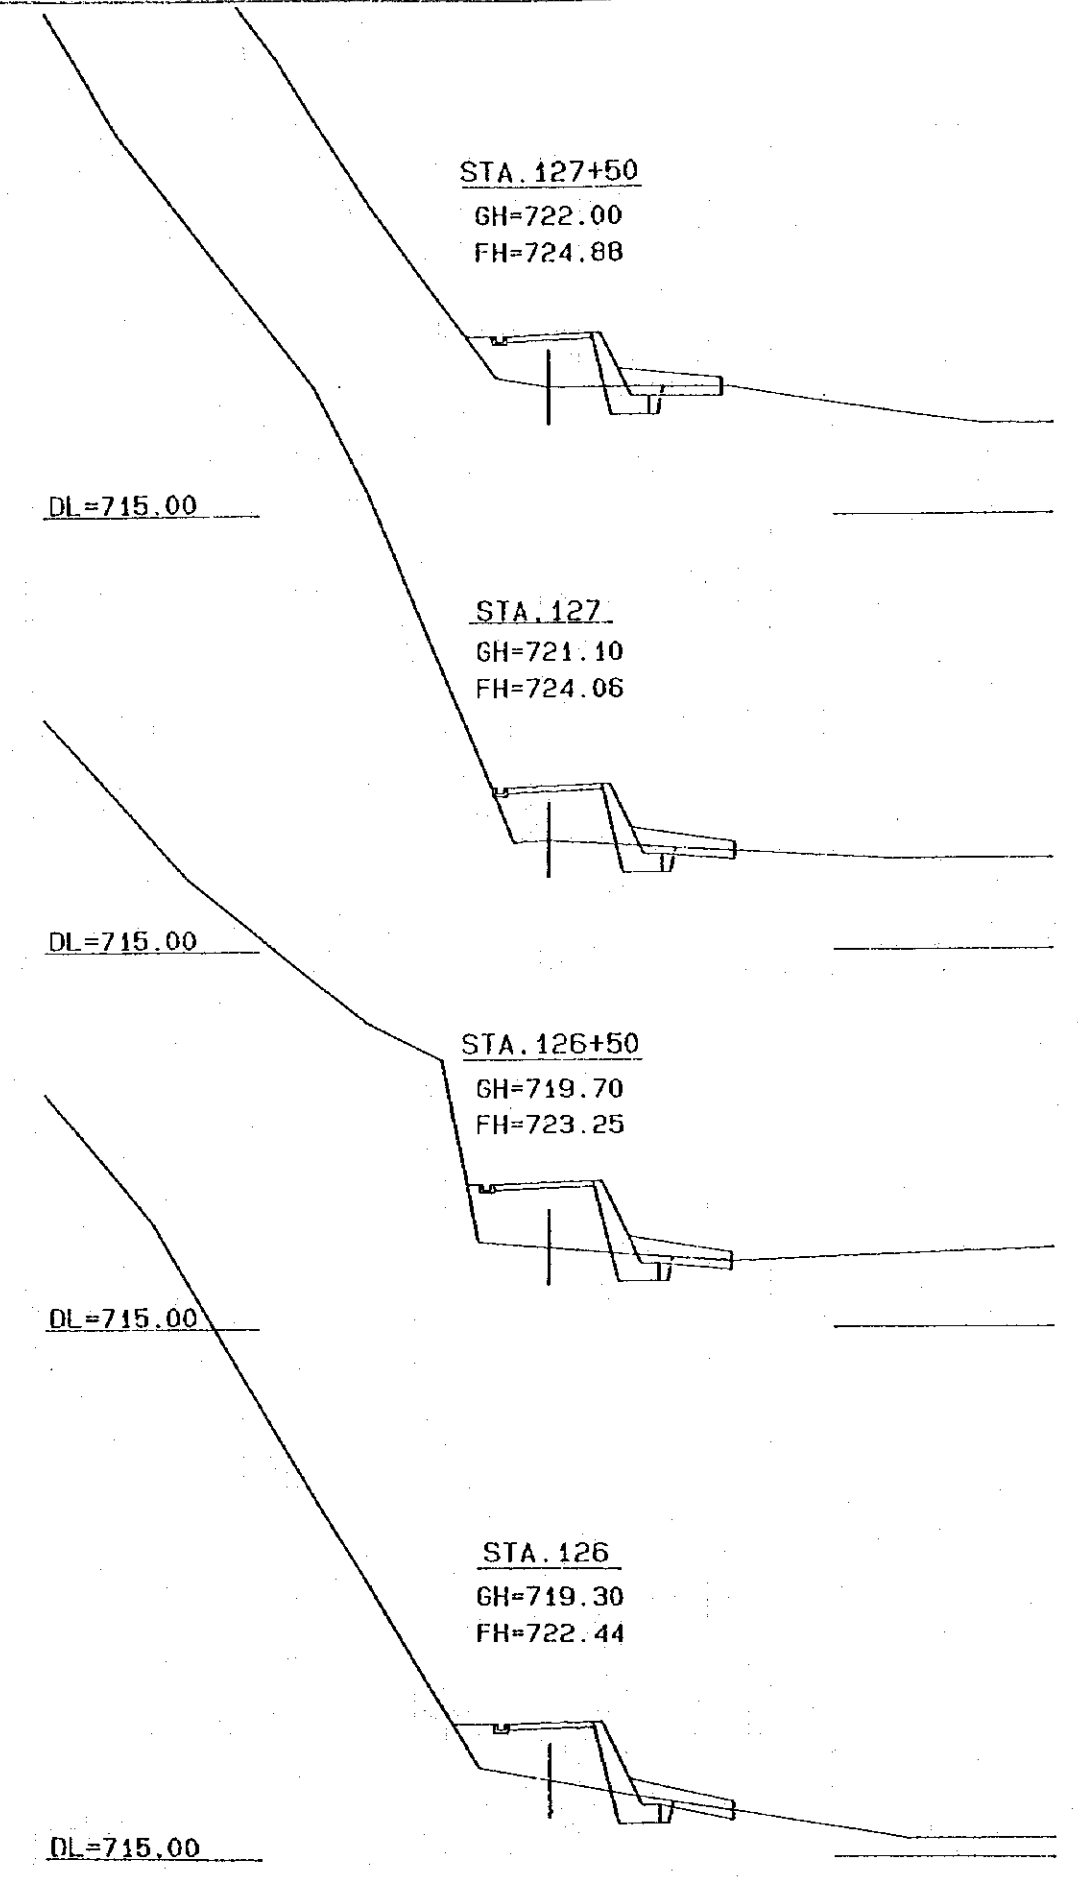 STA.127+50
GH=722.00
FH=724.88
DL=715.00
STA.127
GH=721.10
FH=724.06
DL=715.00
STA.126+50
GH=719.70
FH=723.25
DL=715.00
STA.126
GH=719.30
FH=722.44
DL=715.00